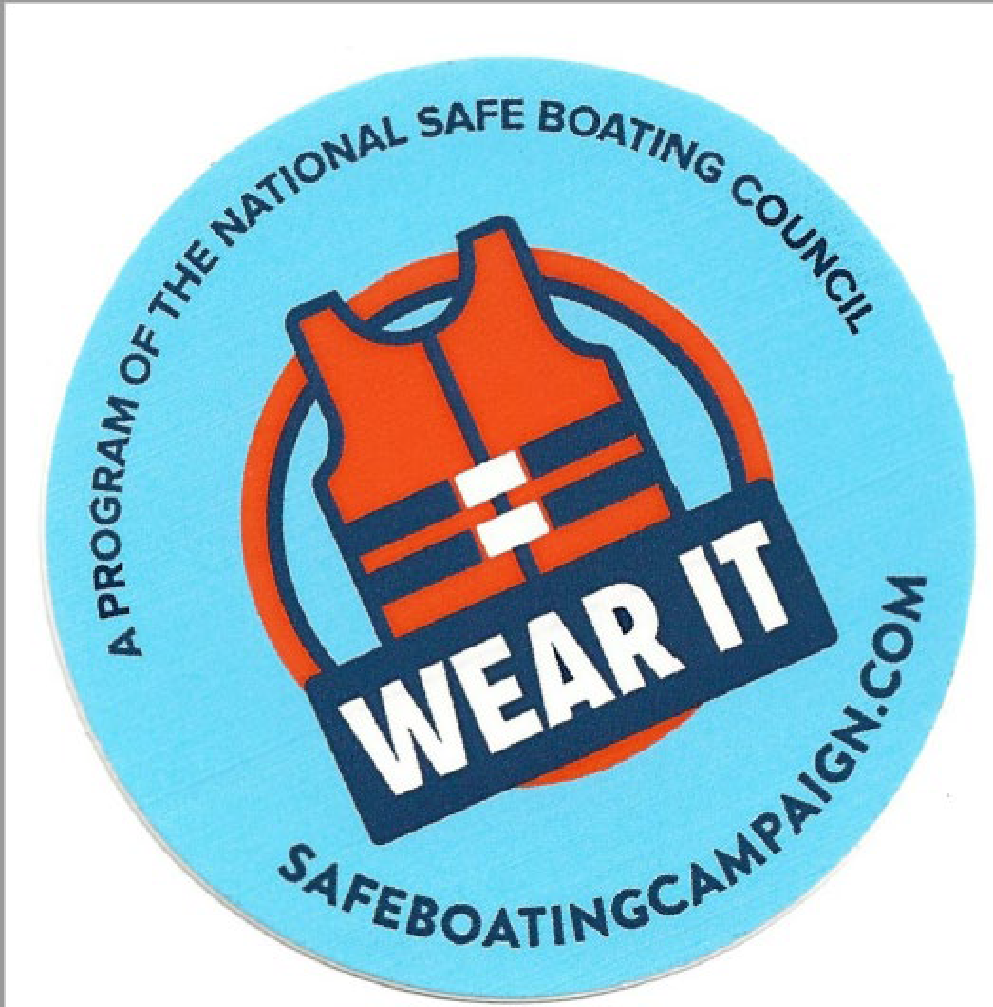 A PROGRAM OF THE NATIONAL SAFE BOATING COUNCIL
WEAR IT
SAFEBOATINGCAMPAIGN.COM